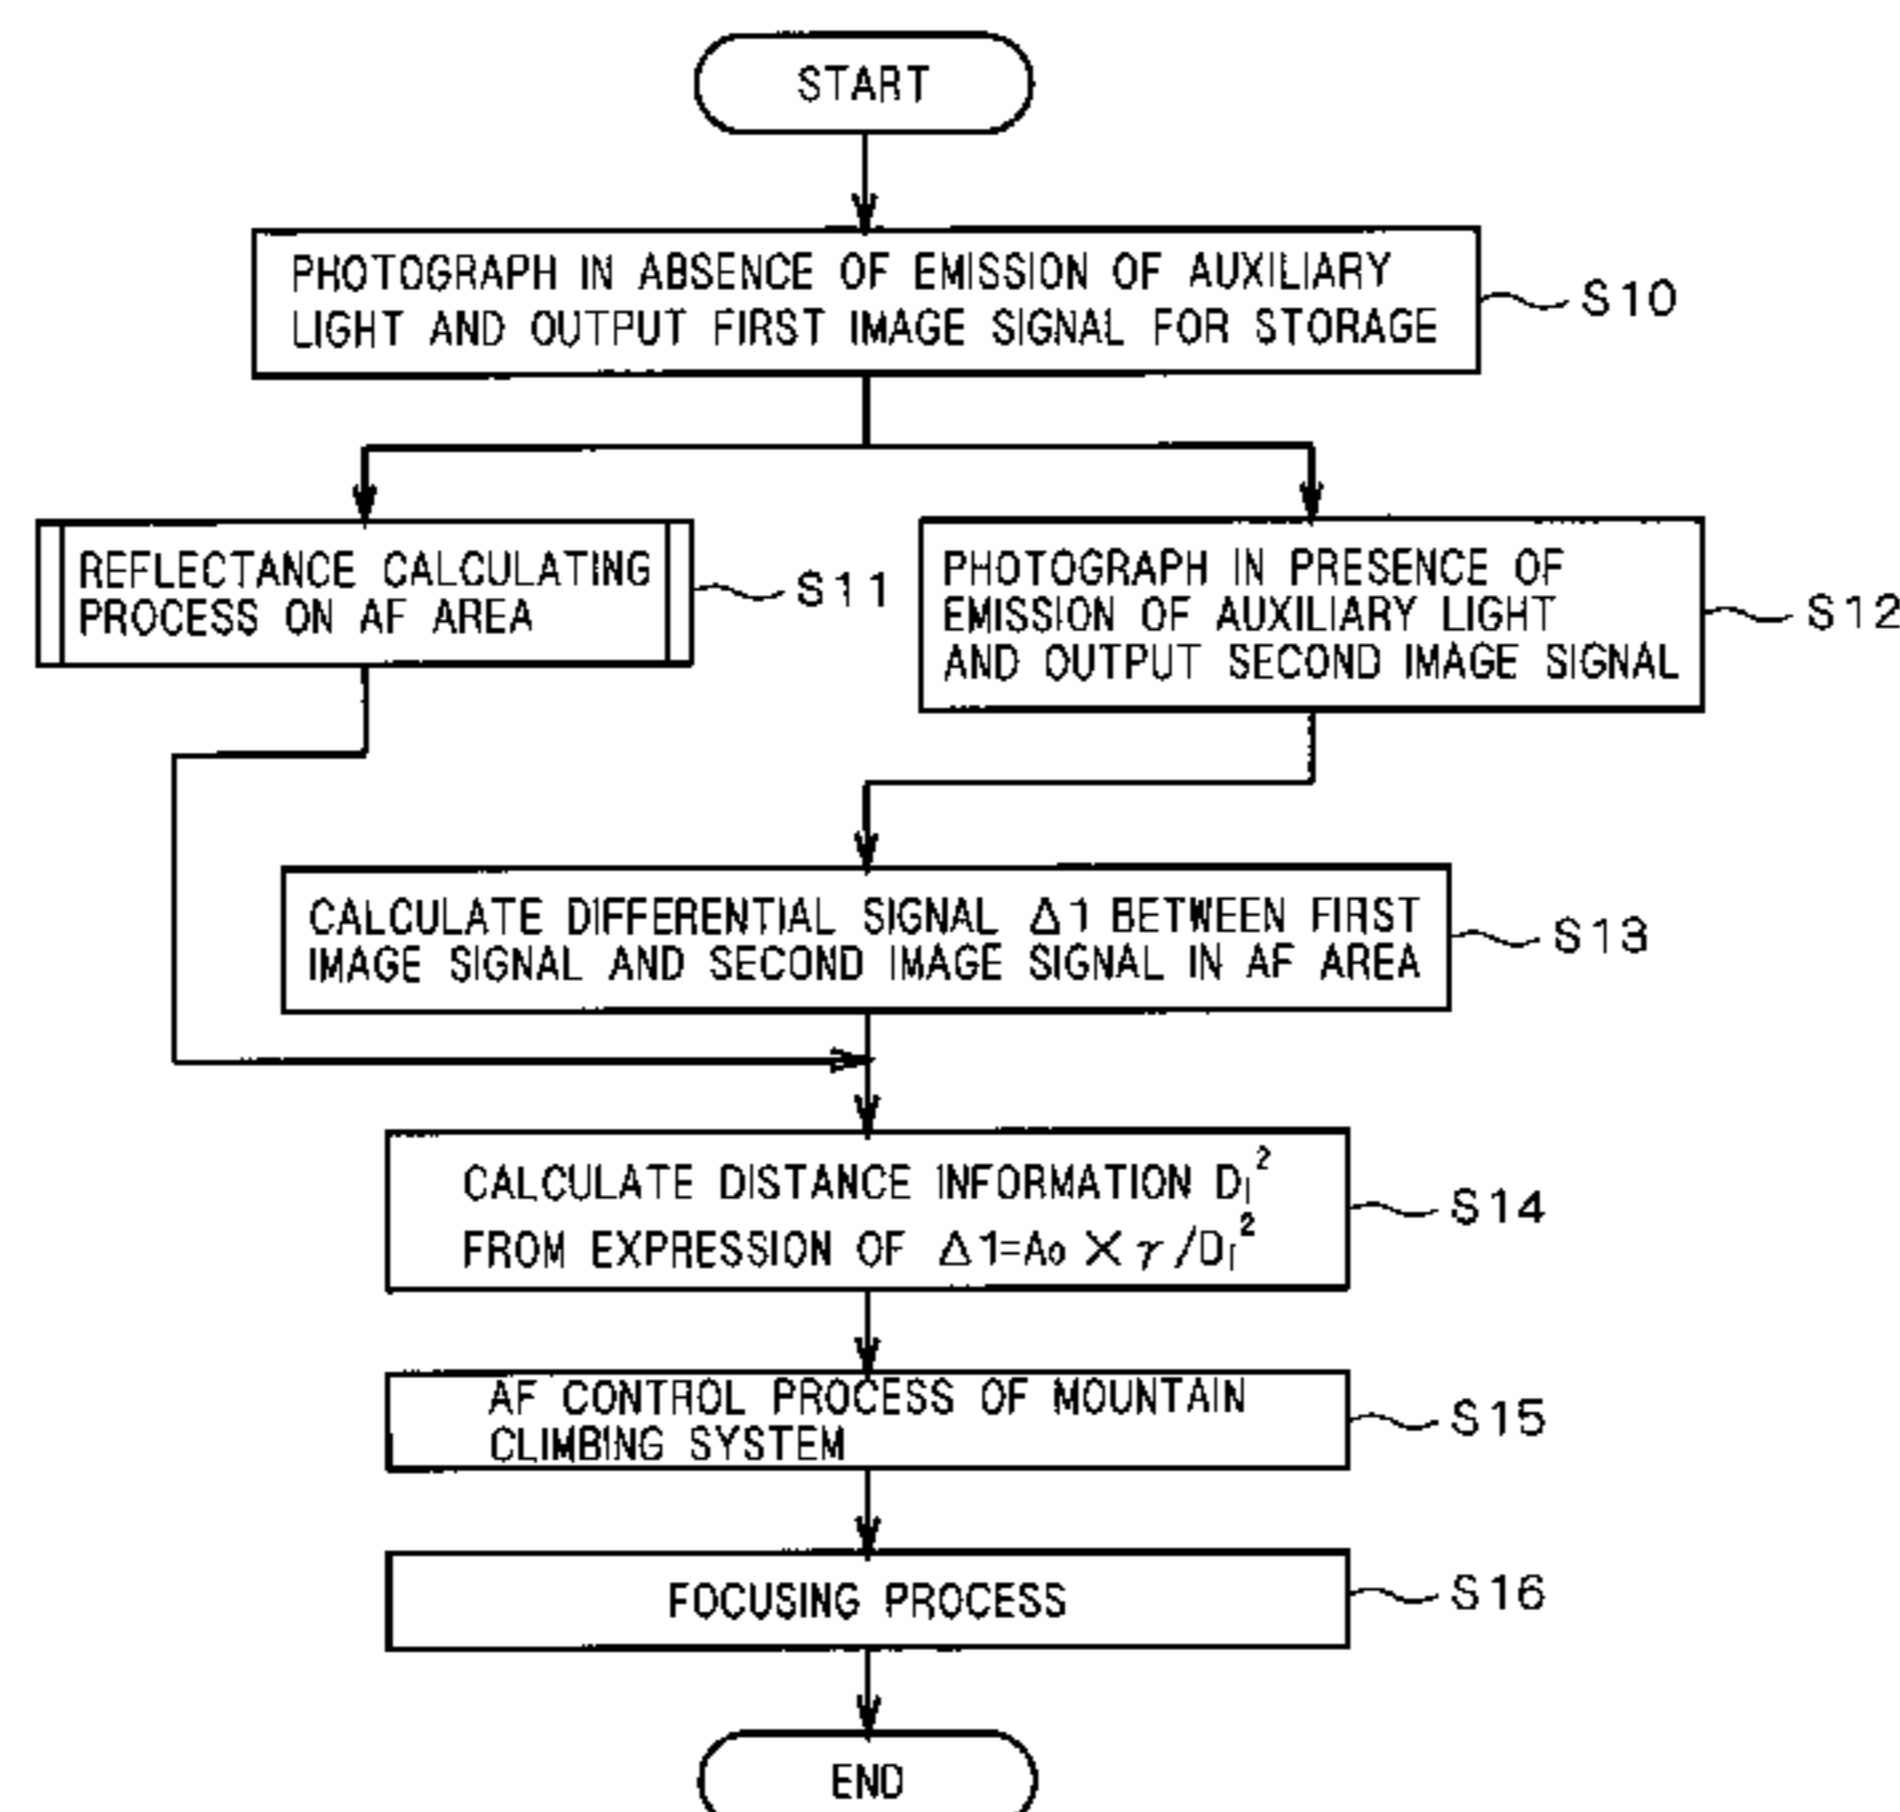 START
PHOTOGRAPH IN ABSENCE OF EMISSION OF AUXILIARY
LIGHT AND OUTPUT FIRST IMAGE SIGNAL FOR STORAGE
S10
REFLECTANCE CALCULATING
PROCESS ON AF AREA
S11
PHOTOGRAPH IN PRESENCE OF
EMISSION OF AUXILIARY LIGHT
AND OUTPUT SECOND IMAGE SIGNAL
S12
CALCULATE DIFFERENTIAL SIGNAL Δ1 BETWEEN FIRST
IMAGE SIGNAL AND SECOND IMAGE SIGNAL IN AF AREA
S13
CALCULATE DISTANCE INFORMATION D_I²
FROM EXPRESSION OF Δ1=A₀×γ/D_I²
S14
AF CONTROL PROCESS OF MOUNTAIN
CLIMBING SYSTEM
S15
FOCUSING PROCESS
S16
END